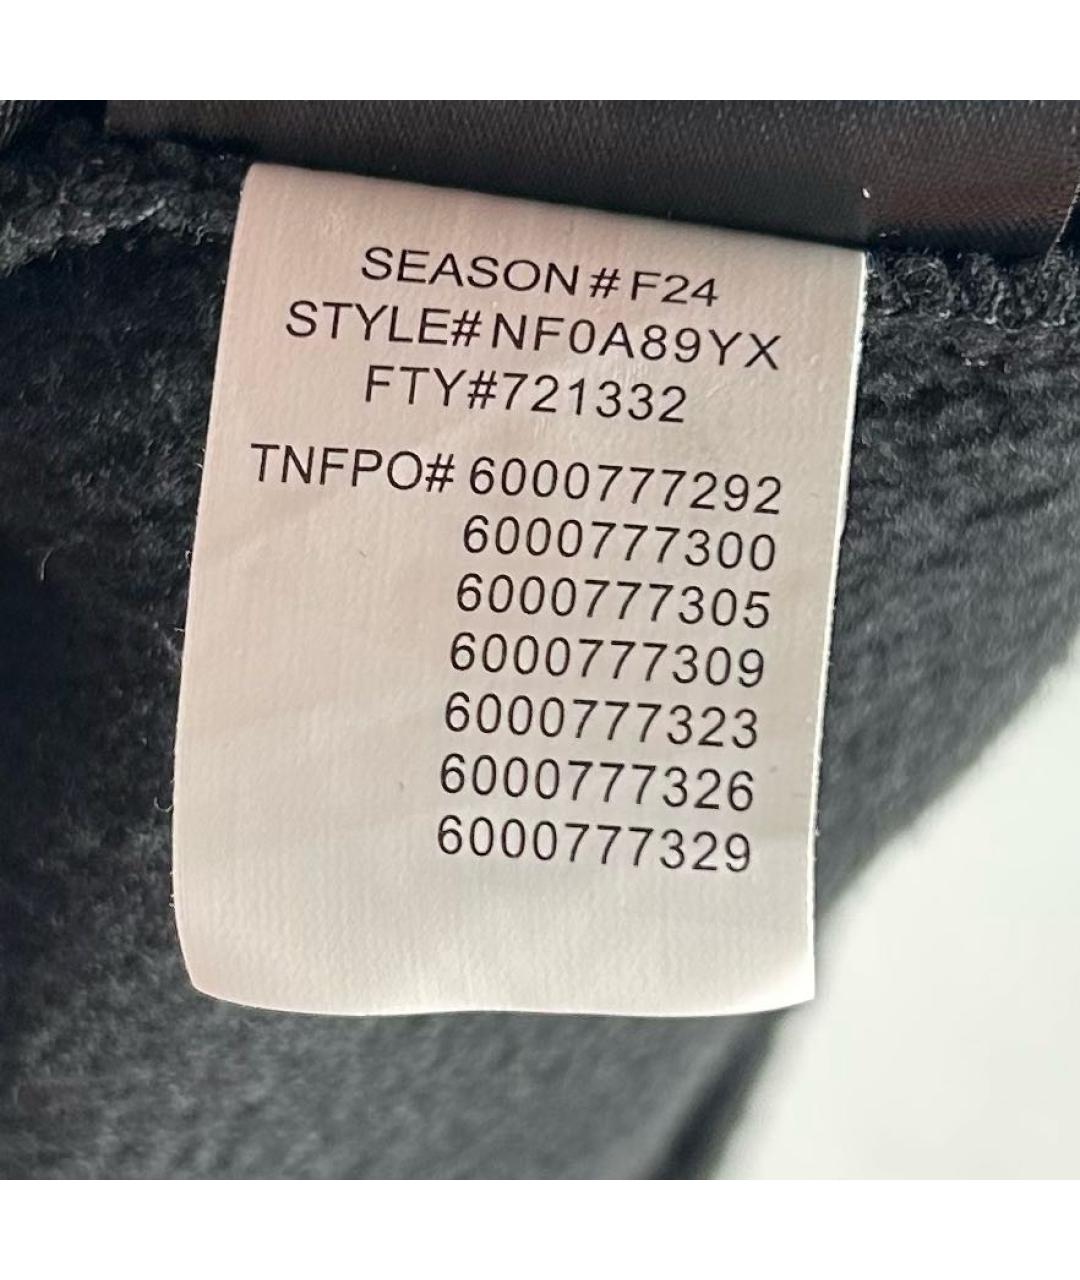 SEASON # F24
STYLE# NF0A89YX
FTY#721332
TNFPO# 6000777292
6000777300
6000777305
6000777309
6000777323
6000777326
6000777329